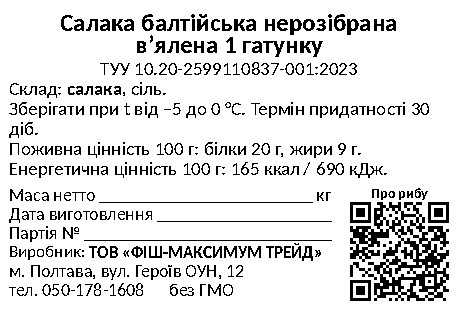 Салака балтійська нерозібрана
в’ялена 1 гатунку
ТУУ 10.20-2599110837-001:2023
Склад: салака, сіль.
Зберігати при t від –5 до 0 °С. Термін придатності 30
діб.
Поживна цінність 100 г: білки 20 г, жири 9 г.
Енергетична цінність 100 г: 165 ккал / 690 кДж.
Маса нетто ____________________ кг
Дата виготовлення ________________
Партія № ______________________
Виробник: ТОВ «ФІШ-МАКСИМУМ ТРЕЙД»
м. Полтава, вул. Героїв ОУН, 12
тел. 050-178-1608 без ГМО
Про рибу